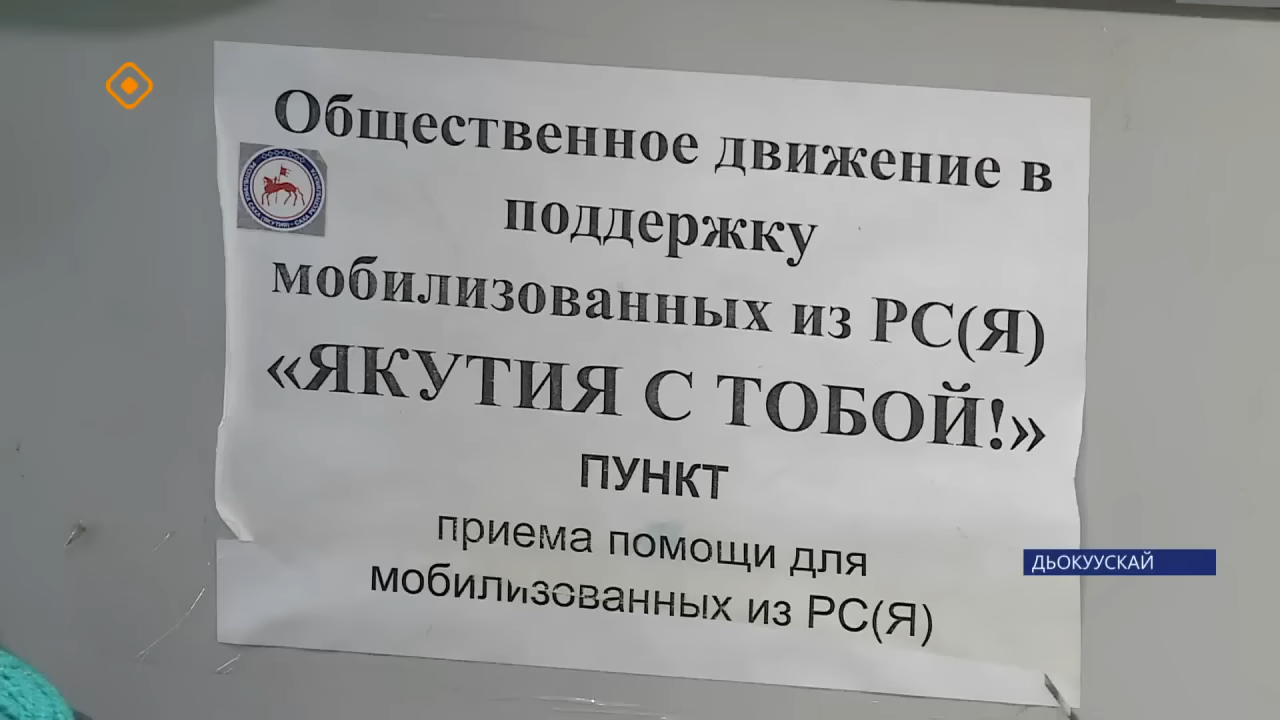 Общественное движение в
поддержку
мобилизованных из РС(Я)
«ЯКУТИЯ С ТОБОЙ!»
ПУНКТ
приема помощи для
мобилизованных из РС(Я)
ДЬОКУУСКАЙ